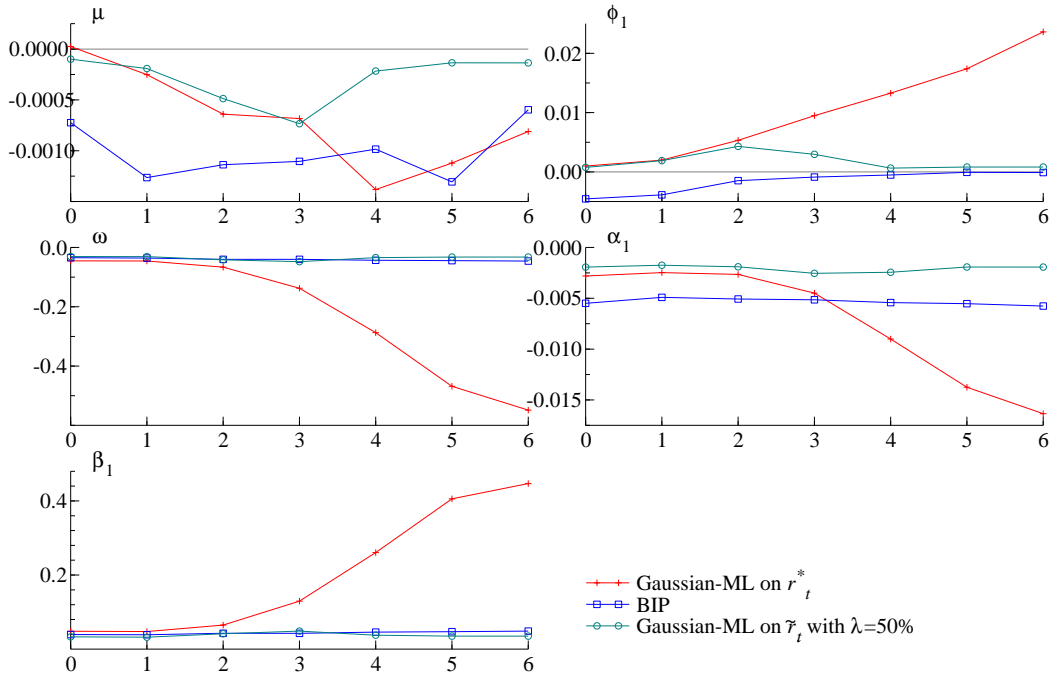 μ
0.0000
-0.0005
-0.0010
0 1 2 3 4 5 6
ϕ1
0.02
0.01
0.00
0 1 2 3 4 5 6
ω
0.0
-0.2
-0.4
0 1 2 3 4 5 6
α1
0.000
-0.005
-0.010
-0.015
0 1 2 3 4 5 6
β1
0.4
0.2
0 1 2 3 4 5 6
Gaussian-ML on r*t
BIP
Gaussian-ML on r̃t with λ=50%